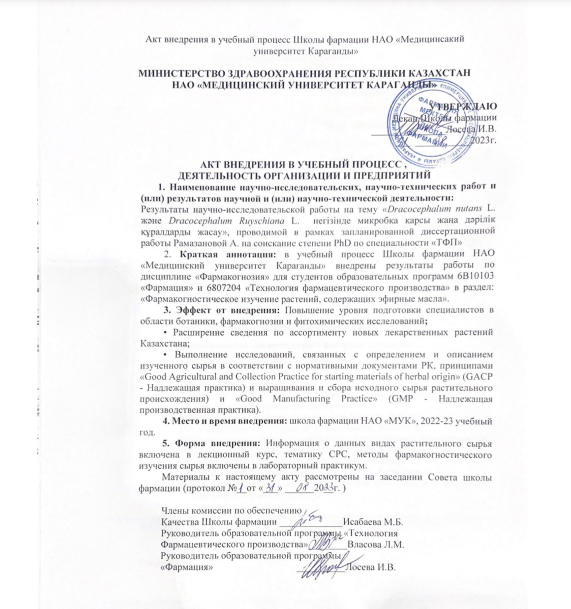 Акт внедрения в учебный процесс Школы фармации НАО «Медицинсакий
университет Караганды»
МИНИСТЕРСТВО ЗДРАВООХРАНЕНИЯ РЕСПУБЛИКИ КАЗАХСТАН
НАО «МЕДИЦИНСКИЙ УНИВЕРСИТЕТ КАРАГАНДЫ»
УТВЕРЖДАЮ
Декан Школы фармации
Лосева И.В.
2023г.
АКТ ВНЕДРЕНИЯ В УЧЕБНЫЙ ПРОЦЕСС ,
ДЕЯТЕЛЬНОСТЬ ОРГАНИЗАЦИИ И ПРЕДПРИЯТИЙ
1. Наименование научно-исследовательских, научно-технических работ и
(или) результатов научной и (или) научно-технической деятельности:
Результаты научно-исследовательской работы на тему «Dracocephalum nutans L.
және Dracocephalum Ruyschiana L. негізінде микробқа қарсы жаңа дәрілік
құралдарды жасау», проводимой в рамках запланированной диссертационной
работы Рамазановой А. на соискание степени PhD по специальности «ТФП»
2. Краткая аннотация: в учебный процесс Школы фармации НАО
«Медицинский университет Караганды» внедрены результаты работы по
дисциплине «Фармакогнозия» для студентов образовательных программ 6В10103
«Фармация» и 6807204 «Технология фармацевтического производства» в разделе:
«Фармакогностическое изучение растений, содержащих эфирные масла».
3. Эффект от внедрения: Повышение уровня подготовки специалистов в
области ботаники, фармакогнозии и фитохимических исследований;
• Расширение сведения по ассортименту новых лекарственных растений
Казахстана;
• Выполнение исследований, связанных с определением и описанием
изученного сырья в соответствии с нормативными документами РК, принципами
«Good Agricultural and Collection Practice for starting materials of herbal origin» (GACP
- Надлежащая практика) и выращивания и сбора исходного сырья растительного
происхождения) и «Good Manufacturing Practice» (GMP - Надлежащая
производственная практика).
4. Место и время внедрения: школа фармации НАО «МУК», 2022-23 учебный
год.
5. Форма внедрения: Информация о данных видах растительного сырья
включена в лекционный курс, тематику СРС, методы фармакогностического
изучения сырья включены в лабораторный практикум.
Материалы к настоящему акту рассмотрены на заседании Совета школы
фармации (протокол №1 от « 31 » 08 2023г. )
Члены комиссии по обеспечению
Качества Школы фармации Исабаева М.Б.
Руководитель образовательной программы «Технология
Фармацевтического производства» Власова Л.М.
Руководитель образовательной программы
«Фармация» Лосева И.В.